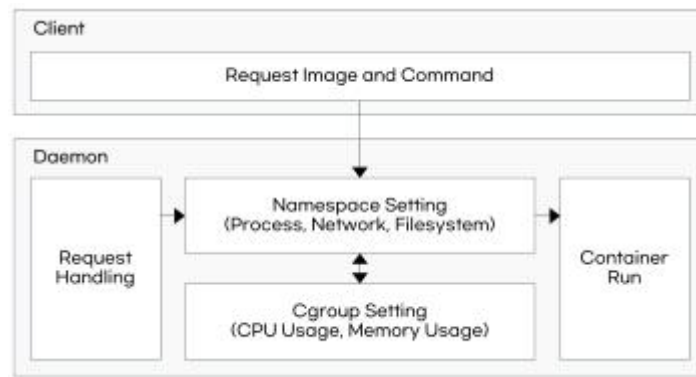 Client
Request Image and Command
Daemon
Request
Handling
Namespace Setting
(Process, Network, Filesystem)
Cgroup Setting
(CPU Usage, Memory Usage)
Container
Run